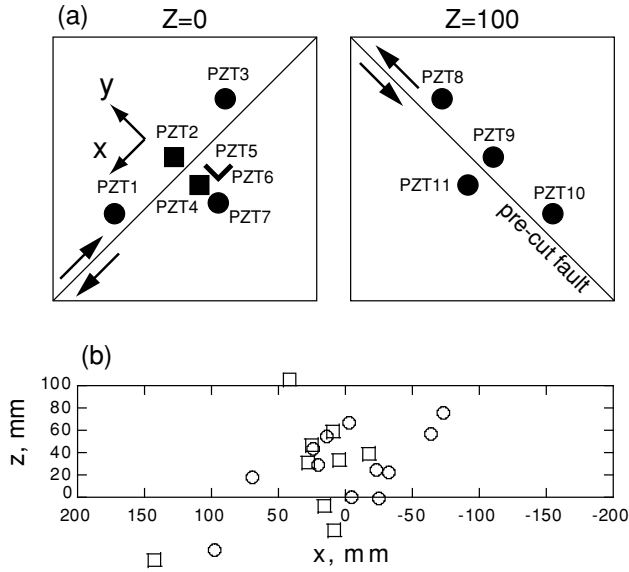 (a)
Z=0
Z=100
PZT3
PZT8
y
PZT2
PZT9
x
PZT5
PZT6
PZT1
PZT11
PZT4
PZT7
PZT10
pre-cut fault
(b)
z, mm
100
80
60
40
20
0
200 150 100 50 0 -50 -100 -150 -200
x, mm